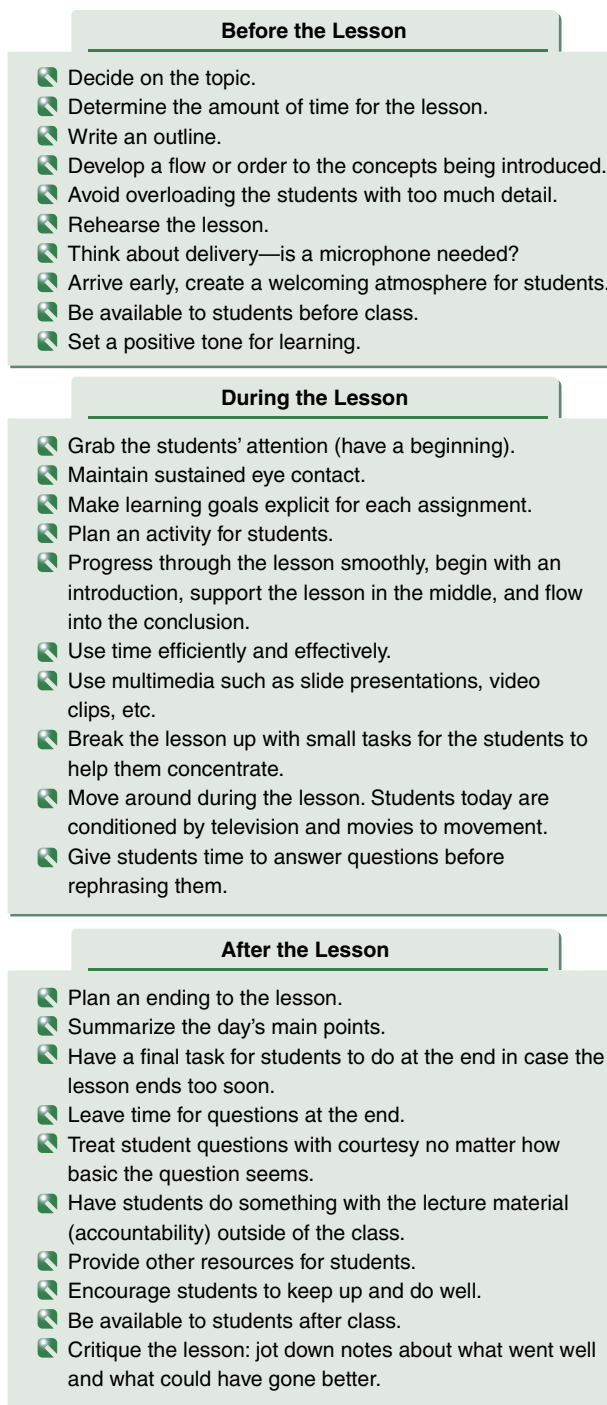 Before the Lesson
Decide on the topic.
Determine the amount of time for the lesson.
Write an outline.
Develop a flow or order to the concepts being introduced.
Avoid overloading the students with too much detail.
Rehearse the lesson.
Think about delivery—is a microphone needed?
Arrive early, create a welcoming atmosphere for students.
Be available to students before class.
Set a positive tone for learning.
During the Lesson
Grab the students’ attention (have a beginning).
Maintain sustained eye contact.
Make learning goals explicit for each assignment.
Plan an activity for students.
Progress through the lesson smoothly, begin with an
introduction, support the lesson in the middle, and flow
into the conclusion.
Use time efficiently and effectively.
Use multimedia such as slide presentations, video
clips, etc.
Break the lesson up with small tasks for the students to
help them concentrate.
Move around during the lesson. Students today are
conditioned by television and movies to movement.
Give students time to answer questions before
rephrasing them.
After the Lesson
Plan an ending to the lesson.
Summarize the day’s main points.
Have a final task for students to do at the end in case the
lesson ends too soon.
Leave time for questions at the end.
Treat student questions with courtesy no matter how
basic the question seems.
Have students do something with the lecture material
(accountability) outside of the class.
Provide other resources for students.
Encourage students to keep up and do well.
Be available to students after class.
Critique the lesson: jot down notes about what went well
and what could have gone better.